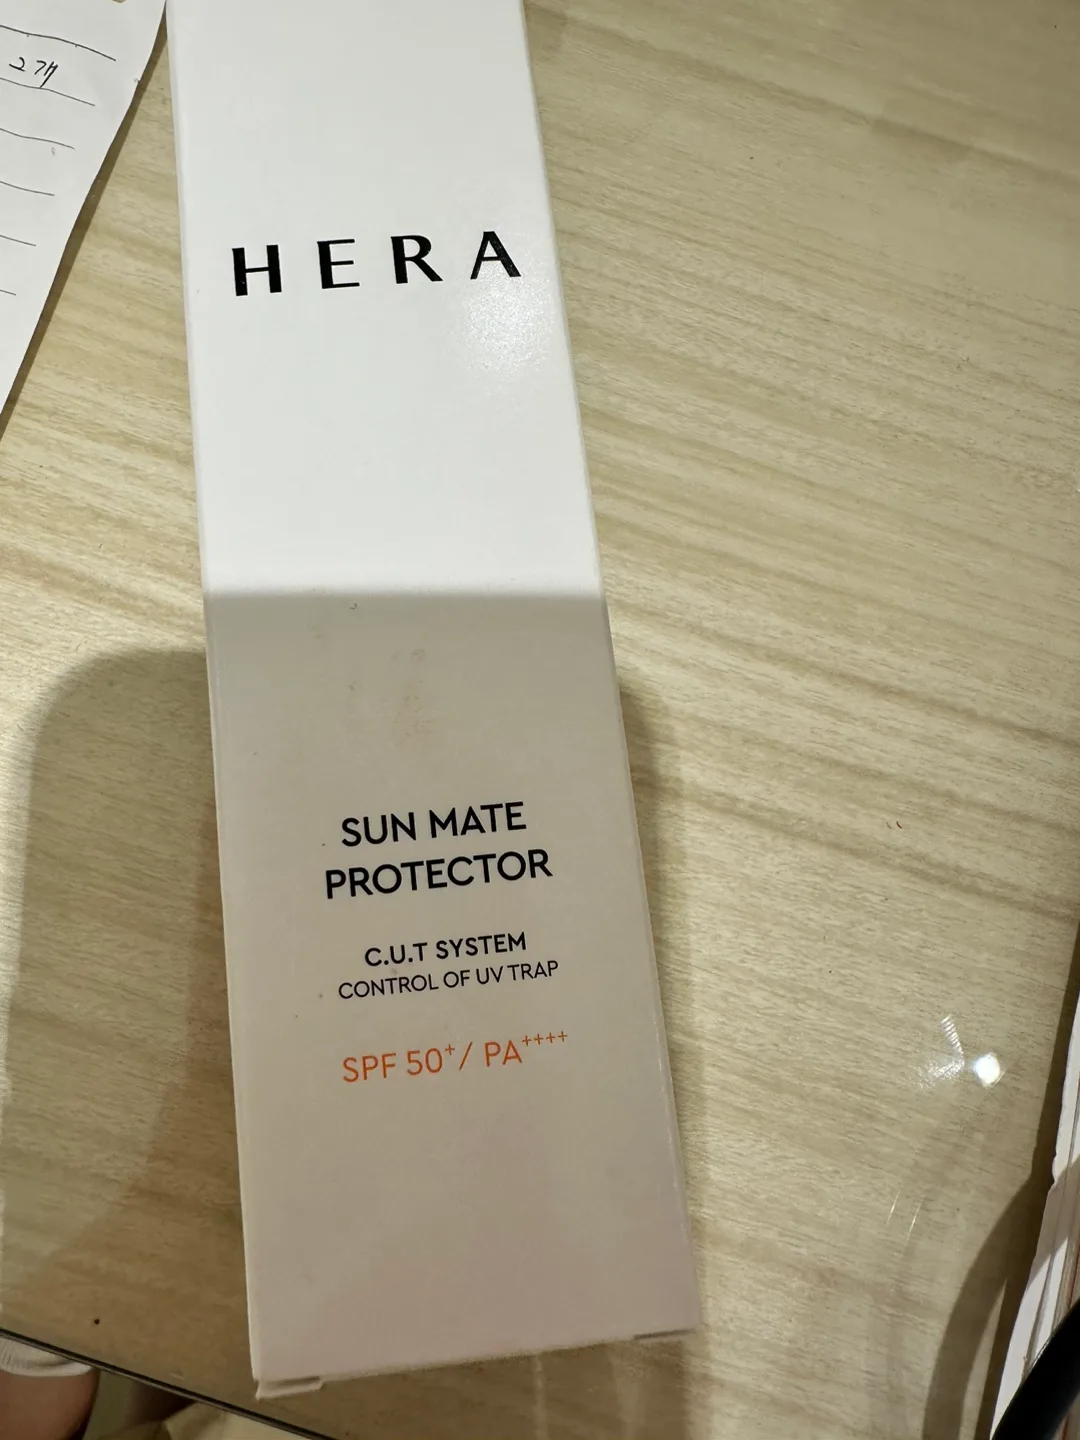 2개
HERA
SUN MATE
PROTECTOR
C.U.T SYSTEM
CONTROL OF UV TRAP
SPF 50+/ PA++++